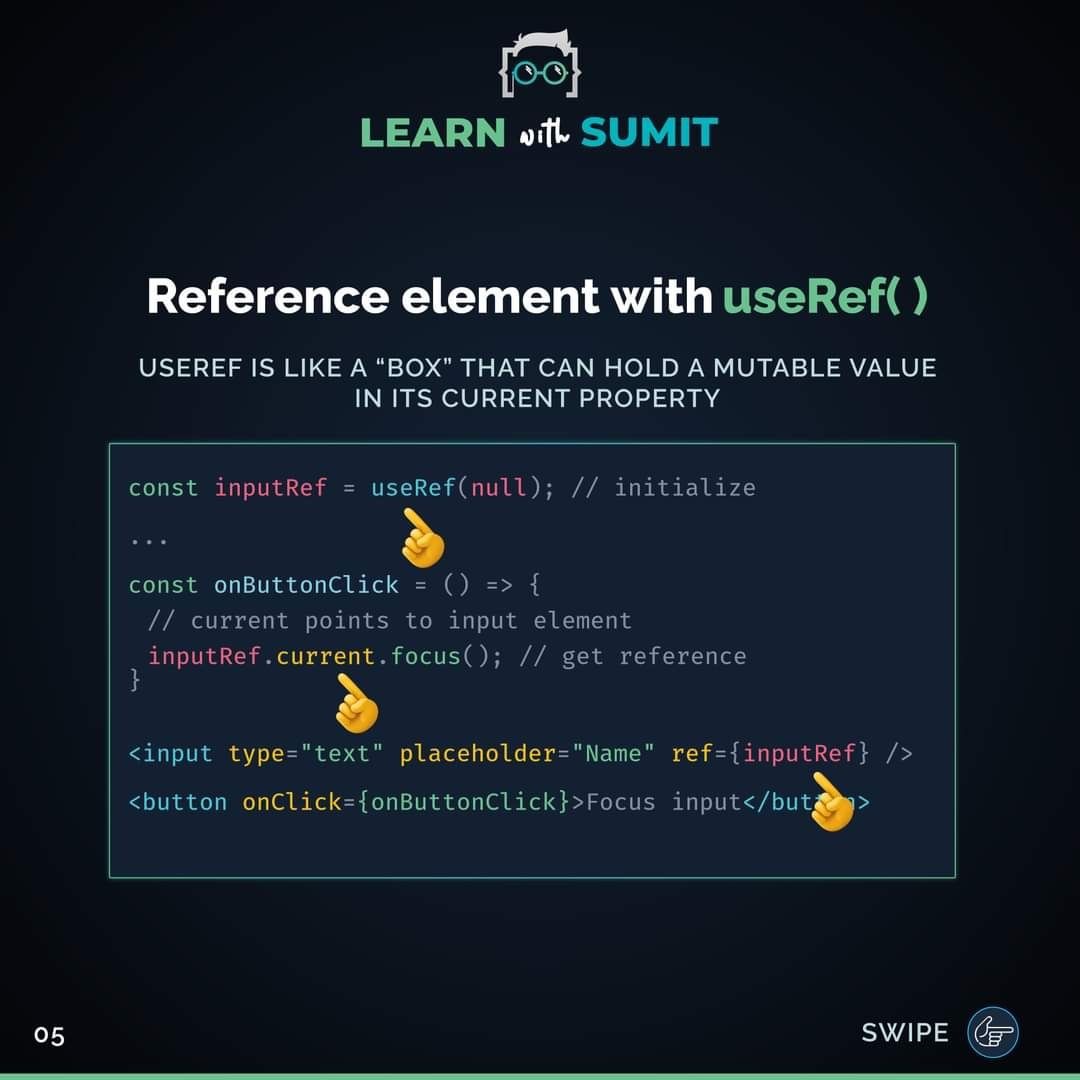 LEARN with SUMIT
Reference element with useRef( )
USEREF IS LIKE A “BOX” THAT CAN HOLD A MUTABLE VALUE
IN ITS CURRENT PROPERTY
const inputRef = useRef(null); // initialize
...
const onButtonClick = () => {
// current points to input element
inputRef.current.focus(); // get reference
}
<input type="text" placeholder="Name" ref={inputRef} />
<button onClick={onButtonClick}>Focus input</button>
05
SWIPE